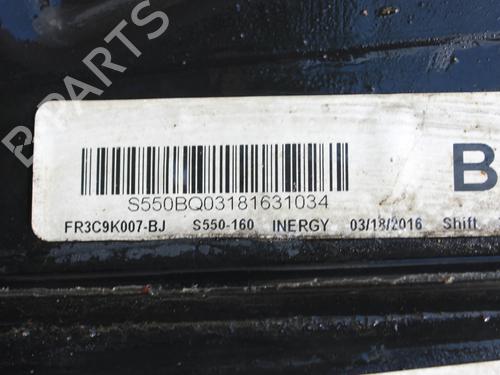 B
S550BQ03181631034
FR3C9K007-BJ S550-160 INERGY 03/18/2016 Shift
B-PARTS